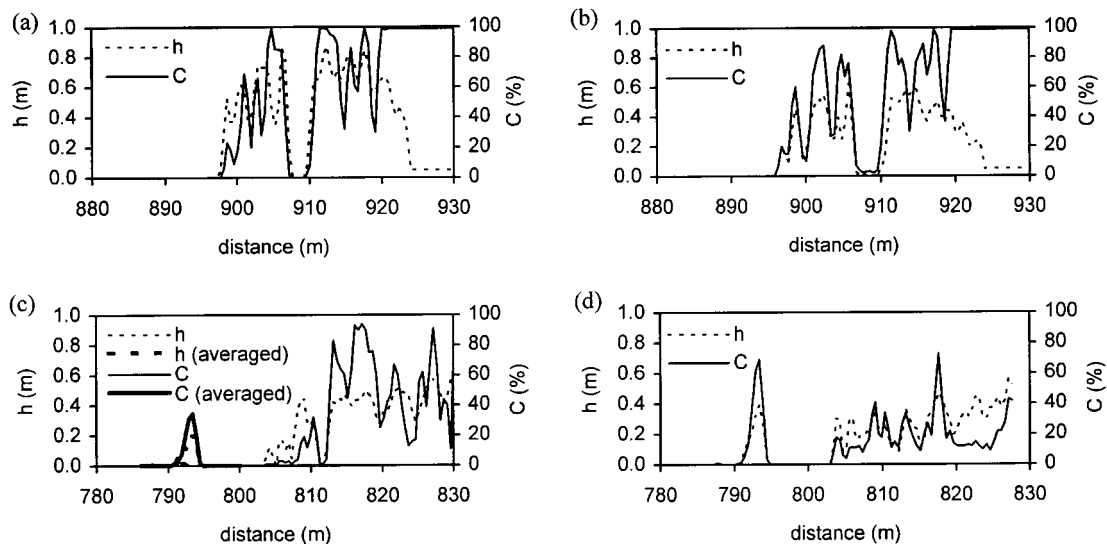 (a)
1.0
0.8
0.6
0.4
0.2
0.0
h (m)
h
C
100
80
60
40
20
0
C (%)
880 890 900 910 920 930
distance (m)
(b)
1.0
0.8
0.6
0.4
0.2
0.0
h (m)
h
C
100
80
60
40
20
0
C (%)
880 890 900 910 920 930
distance (m)
(c)
1.0
0.8
0.6
0.4
0.2
0.0
h (m)
h
h (averaged)
C
C (averaged)
100
80
60
40
20
0
C (%)
780 790 800 810 820 830
distance (m)
(d)
1.0
0.8
0.6
0.4
0.2
0.0
h (m)
h
C
100
80
60
40
20
0
C (%)
780 790 800 810 820 830
distance (m)